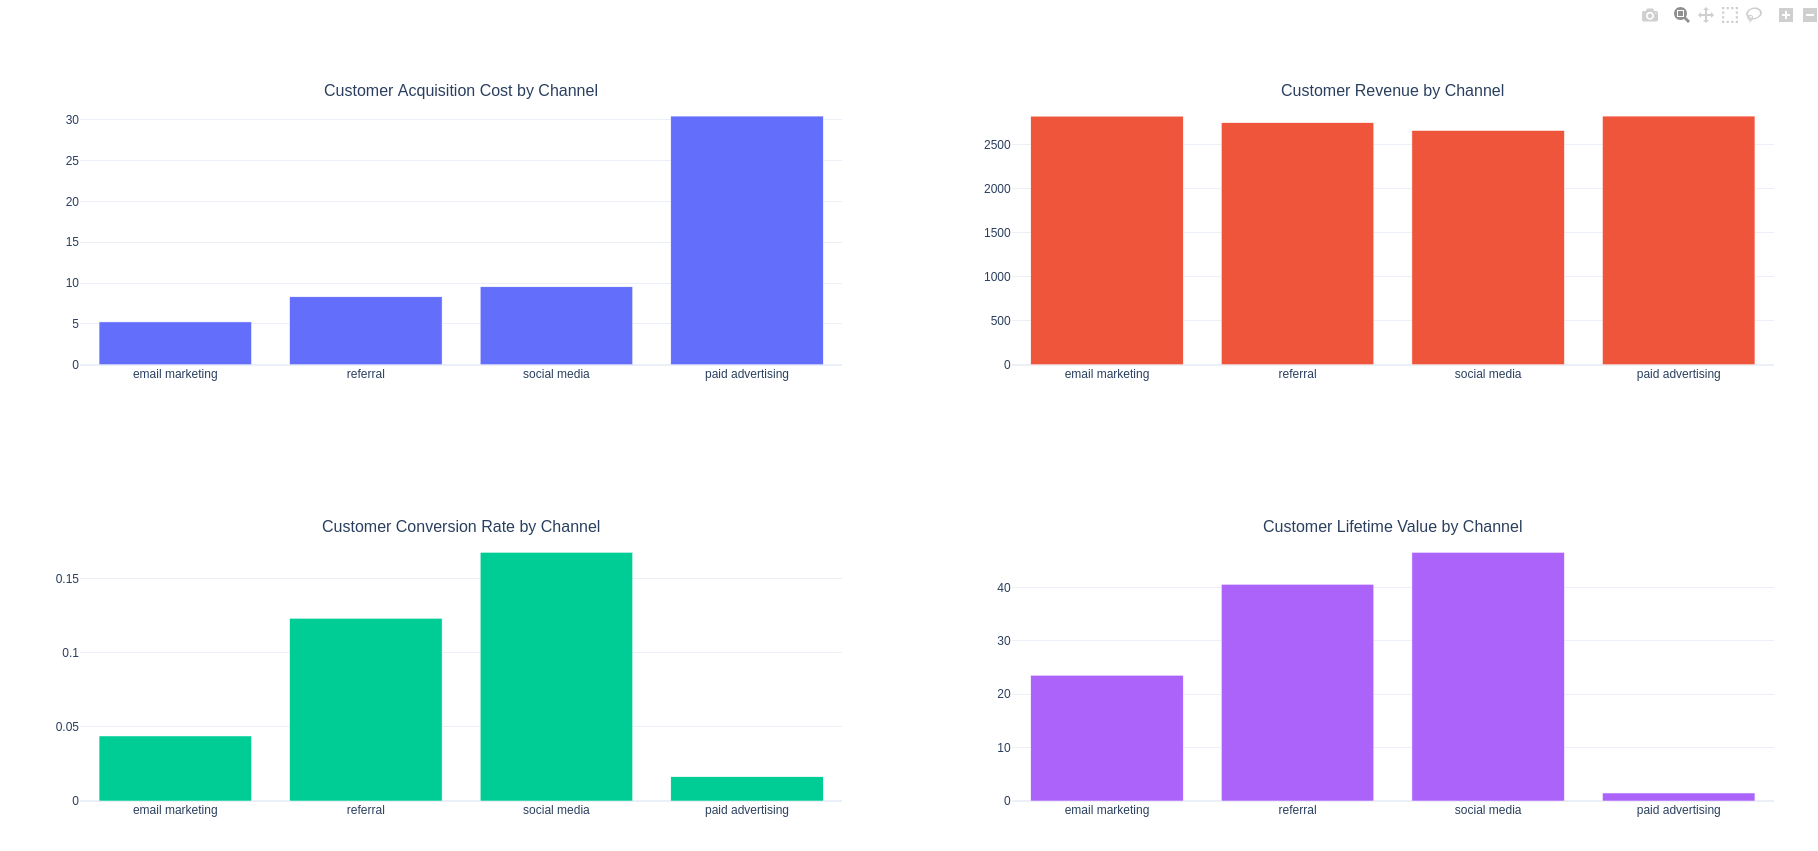 Customer Acquisition Cost by Channel
30
25
20
15
10
5
0
email marketing
referral
social media
paid advertising
Customer Revenue by Channel
2500
2000
1500
1000
500
0
email marketing
referral
social media
paid advertising
Customer Conversion Rate by Channel
0.15
0.1
0.05
0
email marketing
referral
social media
paid advertising
Customer Lifetime Value by Channel
40
30
20
10
0
email marketing
referral
social media
paid advertising